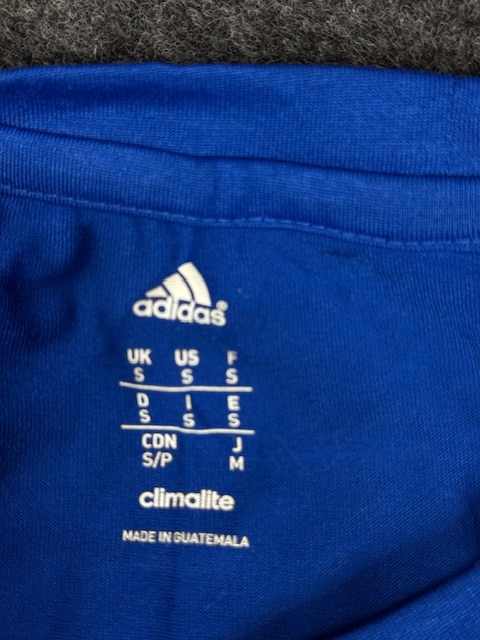 adidas®
UK US F
S S S
D I E
S S S
CDN J
S/P M
climalite
MADE IN GUATEMALA